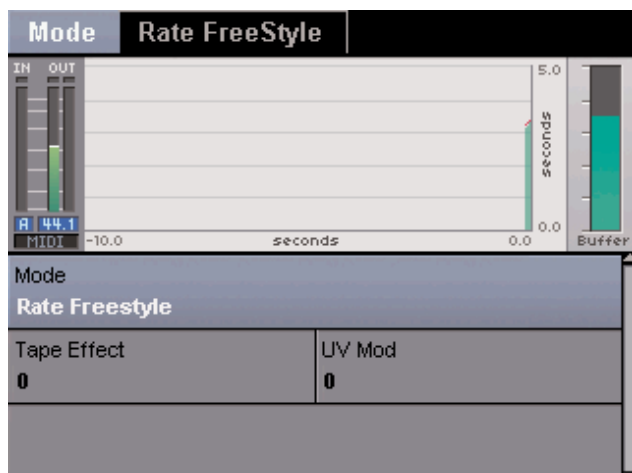 Mode Rate FreeStyle
IN OUT
5.0
seconds
0.0
A 44.1
MIDI -10.0 seconds 0.0 Buffer
Mode
Rate Freestyle
Tape Effect UV Mod
0 0